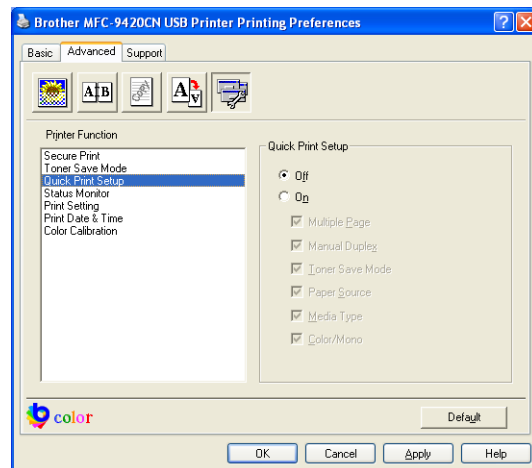 Brother MFC-9420CN USB Printer Printing Preferences
Basic
Advanced
Support
A B
A A
Printer Function
Secure Print
Toner Save Mode
Quick Print Setup
Status Monitor
Print Setting
Print Date & Time
Color Calibration
Quick Print Setup
Off
On
Multiple Page
Manual Duplex
Toner Save Mode
Paper Source
Media Type
Color/Mono
color
Default
OK
Cancel
Apply
Help